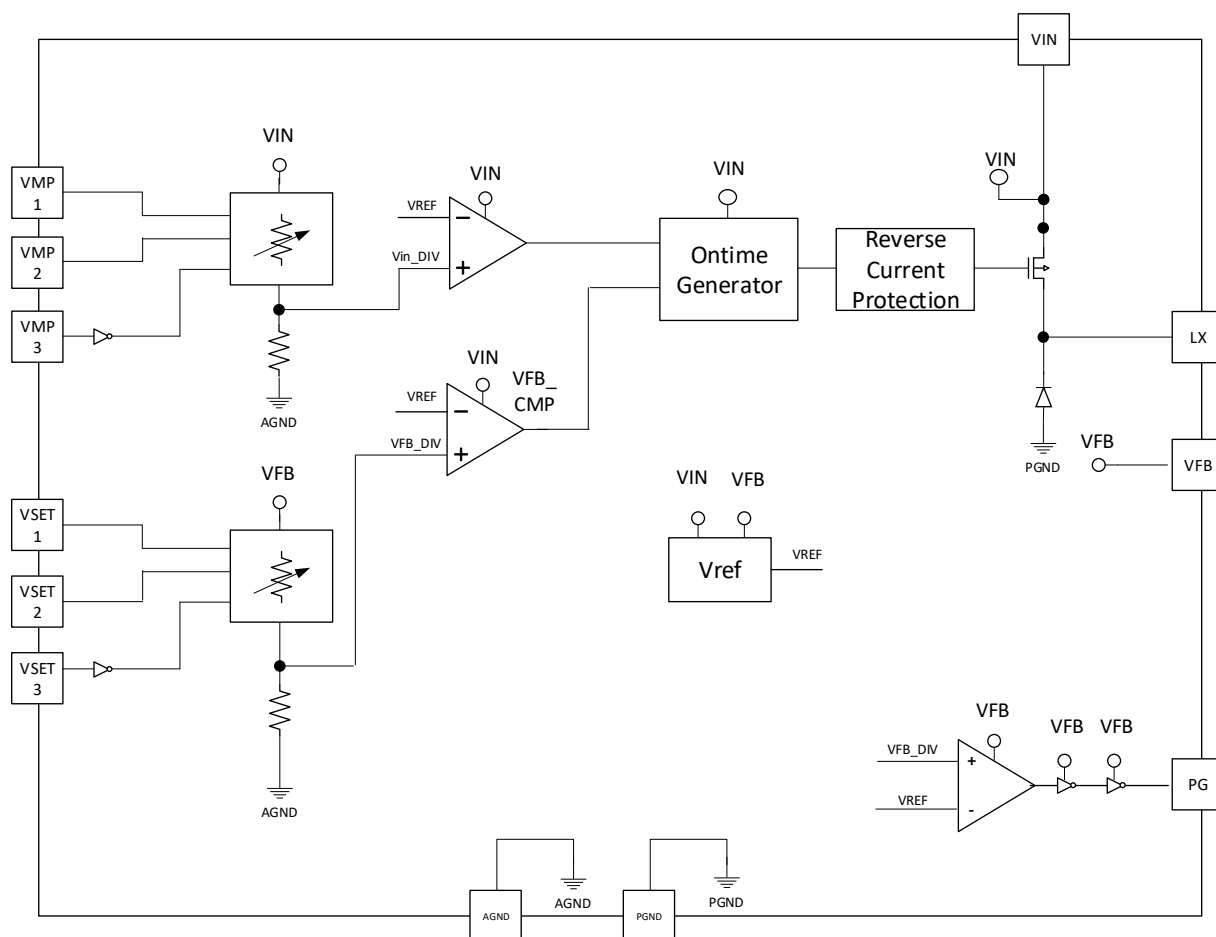 VIN
VIN
VMP
1
VMP
2
VMP
3
VIN
VREF
Vin_DIV
−
+
VIN
Ontime
Generator
Reverse
Current
Protection
VIN
LX
AGND
VIN
VFB_
CMP
VREF
VFB_DIV
−
+
PGND
VFB
VFB
VSET
1
VSET
2
VSET
3
VFB
VIN
VFB
Vref
VREF
AGND
VFB
VFB
VFB
VFB_DIV
VREF
+
-
PG
AGND
AGND
PGND
PGND